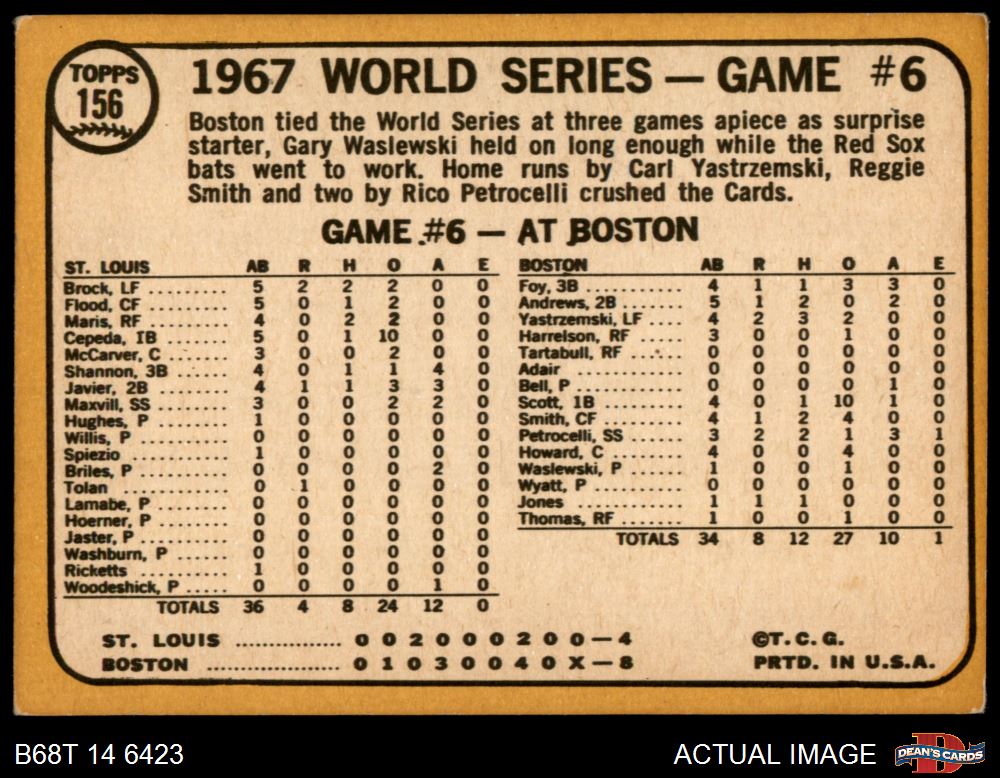 TOPPS
156
1967 WORLD SERIES — GAME #6
Boston tied the World Series at three games apiece as surprise
starter, Gary Waslewski held on long enough while the Red Sox
bats went to work. Home runs by Carl Yastrzemski, Reggie
Smith and two by Rico Petrocelli crushed the Cards.
GAME #6 — AT BOSTON
ST. LOUIS AB R H O A E
Brock, LF .......... 5 2 2 2 0 0
Flood, CF .......... 5 0 1 2 0 0
Maris, RF .......... 4 0 2 2 0 0
Cepeda, 1B ........ 5 0 1 10 0 0
McCarver, C ....... 3 0 0 2 0 0
Shannon, 3B ...... 4 0 1 1 4 0
Javier, 2B ......... 4 1 1 3 3 0
Maxvill, SS ........ 3 0 0 2 2 0
Hughes, P ......... 1 0 0 0 0 0
Willis, P ........... 0 0 0 0 0 0
Spiezio ............ 1 0 0 0 0 0
Briles, P ........... 0 0 0 0 2 0
Tolan ............. 0 1 0 0 0 0
Lamabe, P ........ 0 0 0 0 0 0
Hoerner, P ........ 0 0 0 0 0 0
Jaster, P .......... 0 0 0 0 0 0
Washburn, P ...... 0 0 0 0 0 0
Ricketts .......... 1 0 0 0 0 0
Woodeshick, P ..... 0 0 0 0 1 0
TOTALS 36 4 8 24 12 0
BOSTON AB R H O A E
Foy, 3B ............ 4 1 1 3 3 0
Andrews, 2B ....... 5 1 2 0 2 0
Yastrzemski, LF .... 4 2 3 2 0 0
Harrelson, RF ..... 3 0 0 1 0 0
Tartabull, RF ...... 0 0 0 0 0 0
Adair ............. 0 0 0 0 0 0
Bell, P ............ 0 0 0 0 1 0
Scott, 1B .......... 4 0 1 10 1 0
Smith, CF ......... 4 1 2 4 0 0
Petrocelli, SS ...... 3 2 2 1 3 1
Howard, C ......... 4 0 0 4 0 0
Waslewski, P ...... 1 0 0 1 0 0
Wyatt, P .......... 0 0 0 0 0 0
Jones ............. 1 1 1 0 0 0
Thomas, RF ....... 1 0 0 1 0 0
TOTALS 34 8 12 27 10 1
ST. LOUIS .............. 0 0 2 0 0 0 2 0 0—4
BOSTON ................. 0 1 0 3 0 0 4 0 X—8
©T.C.G.
PRTD. IN U.S.A.
B68T 14 6423
ACTUAL IMAGE
DEAN'S CARDS